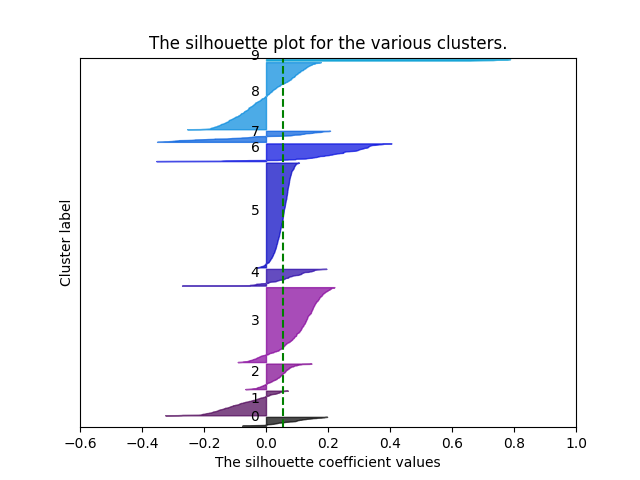 The silhouette plot for the various clusters.
9
8
7
6
5
4
3
2
1
0
Cluster label
−0.6 −0.4 −0.2 0.0 0.2 0.4 0.6 0.8 1.0
The silhouette coefficient values